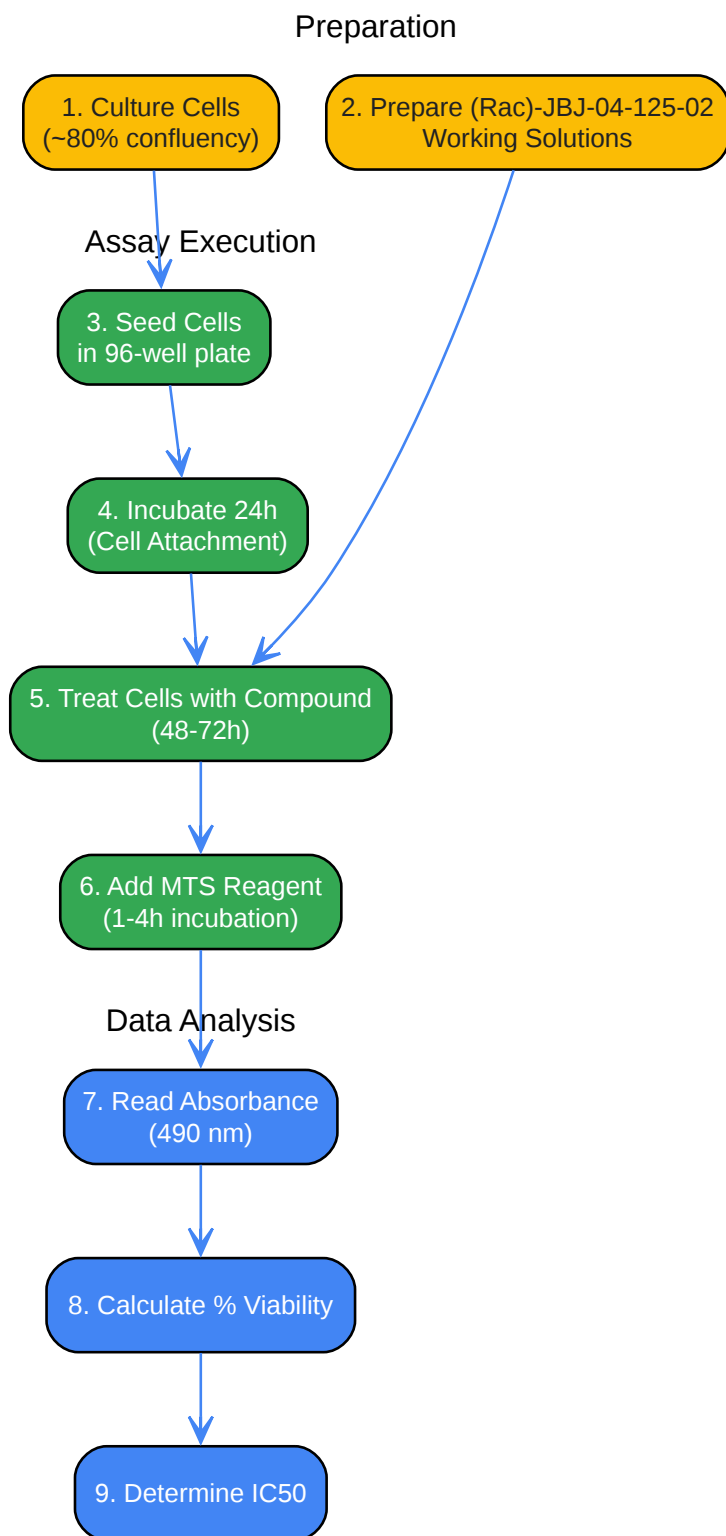 Preparation
1. Culture Cells
(~80% confluency)
2. Prepare (Rac)-JBJ-04-125-02
Working Solutions
Assay Execution
3. Seed Cells
in 96-well plate
4. Incubate 24h
(Cell Attachment)
5. Treat Cells with Compound
(48-72h)
6. Add MTS Reagent
(1-4h incubation)
Data Analysis
7. Read Absorbance
(490 nm)
8. Calculate % Viability
9. Determine IC50